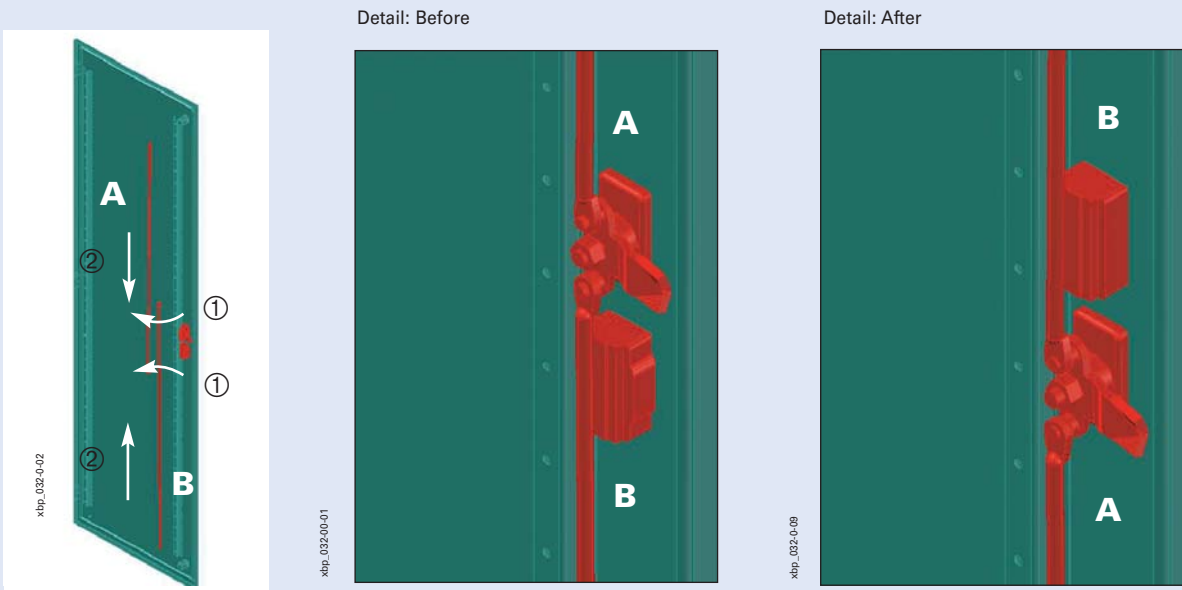 Detail: Before
Detail: After
A
②
①
①
②
B
xbp_032-0-02
A
B
xbp_032-00-01
B
A
xbp_032-0-09